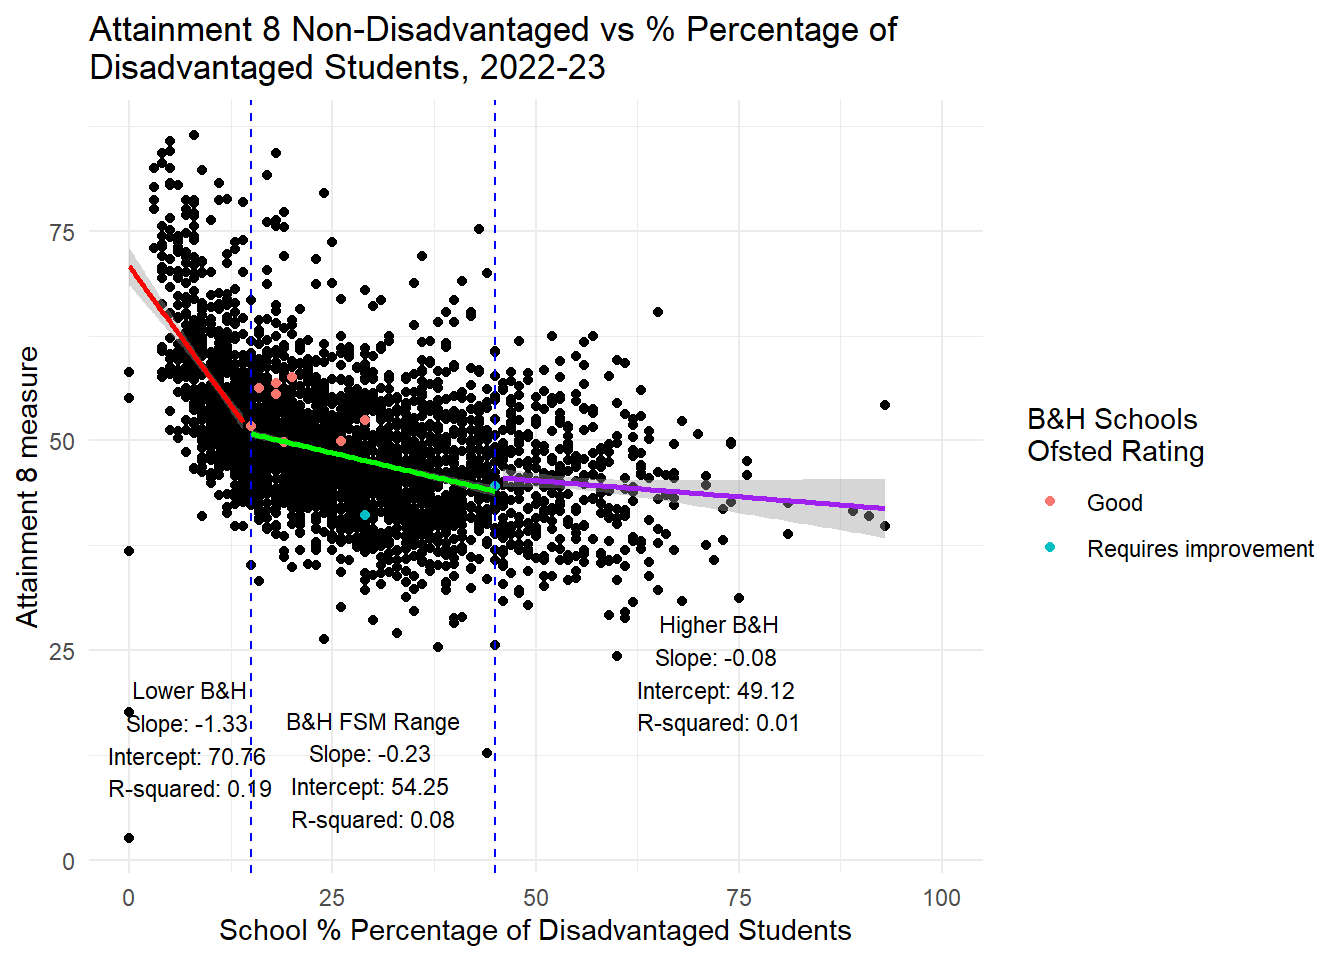 Attainment 8 Non-Disadvantaged vs % Percentage of
Disadvantaged Students, 2022-23
Attainment 8 measure
75
50
25
0
Lower B&H
Slope: -1.33
Intercept: 70.76
R-squared: 0.19
B&H FSM Range
Slope: -0.23
Intercept: 54.25
R-squared: 0.08
Higher B&H
Slope: -0.08
Intercept: 49.12
R-squared: 0.01
0
25
50
75
100
School % Percentage of Disadvantaged Students
B&H Schools
Ofsted Rating
Good
Requires improvement